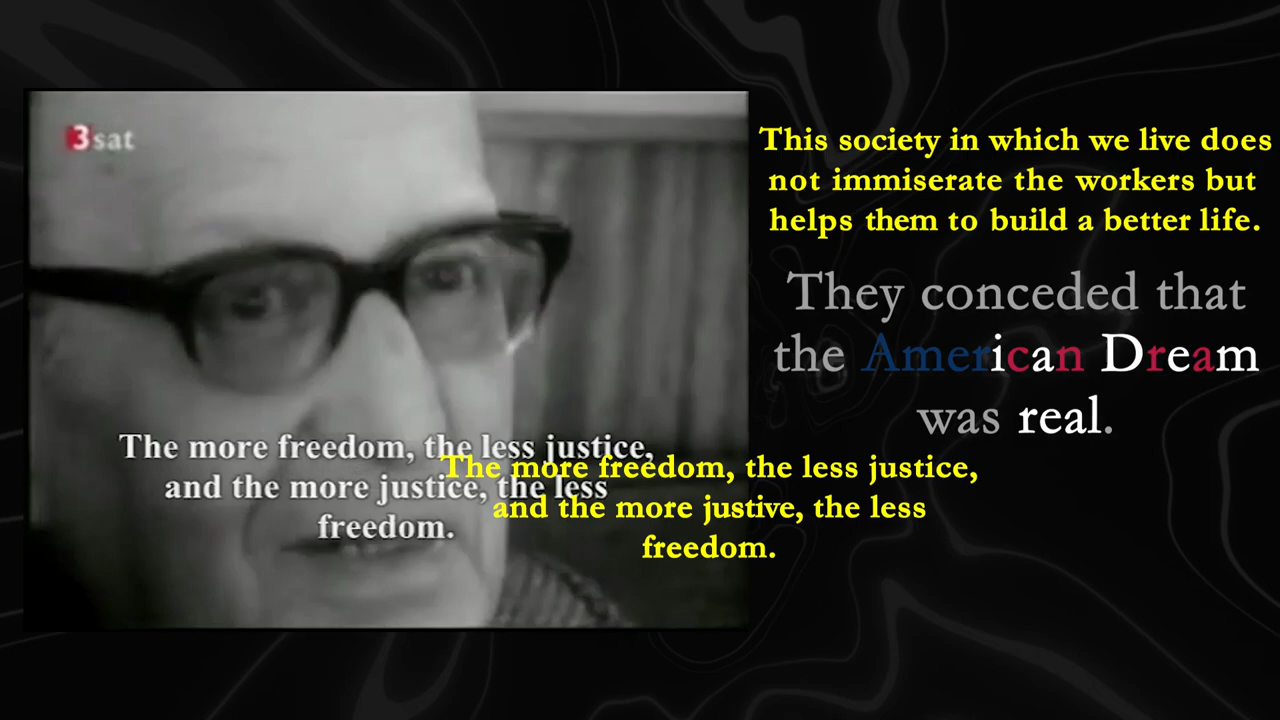 3sat
This society in which we live does
not immiserate the workers but
helps them to build a better life.
They conceded that
the American Dream
was real.
The more freedom, the less justice,
and the more justice, the less
freedom.
The more freedom, the less justice,
and the more justive, the less
freedom.